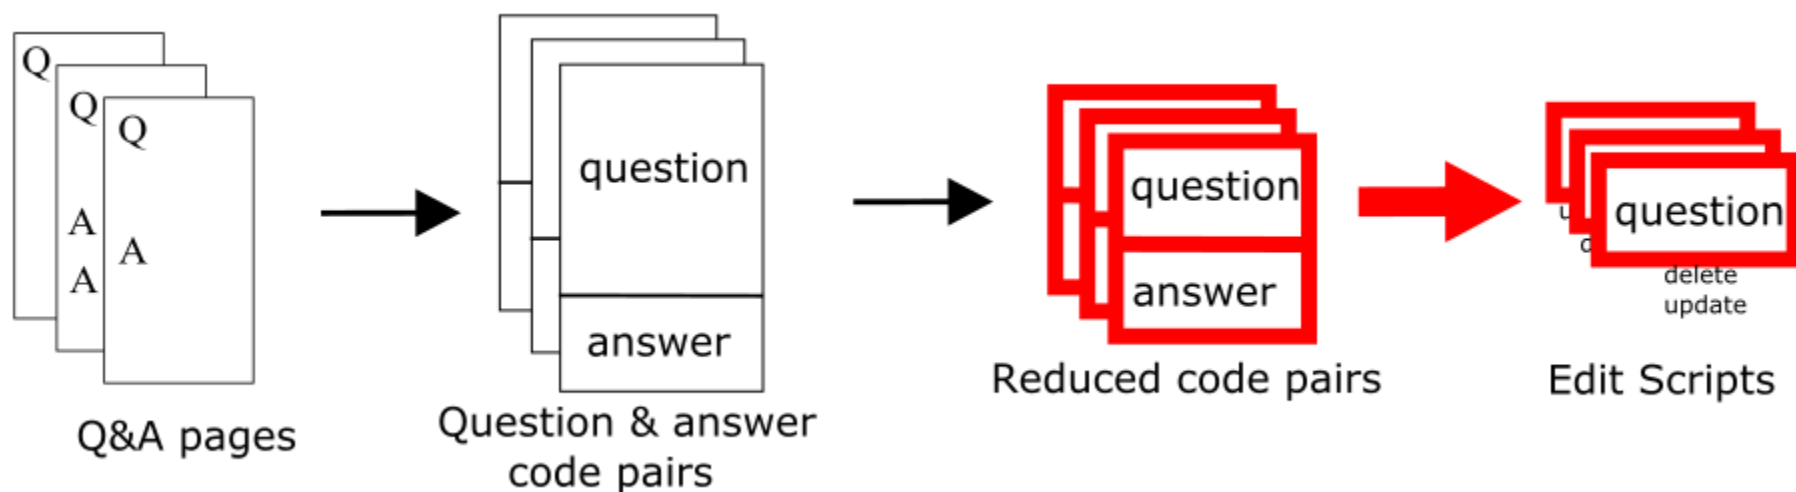 Q
Q
A
A
Q
A
Q&A pages
question
answer
Question & answer
code pairs
question
answer
Reduced code pairs
question
delete
update
Edit Scripts